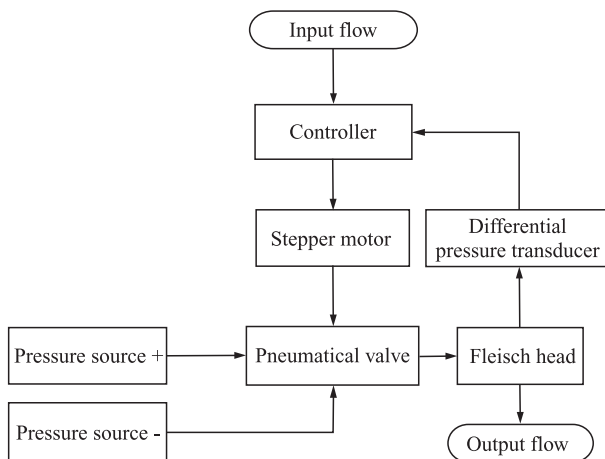 Input flow
Controller
Stepper motor
Differential
pressure transducer
Pressure source +
Pneumatical valve
Fleisch head
Pressure source -
Output flow